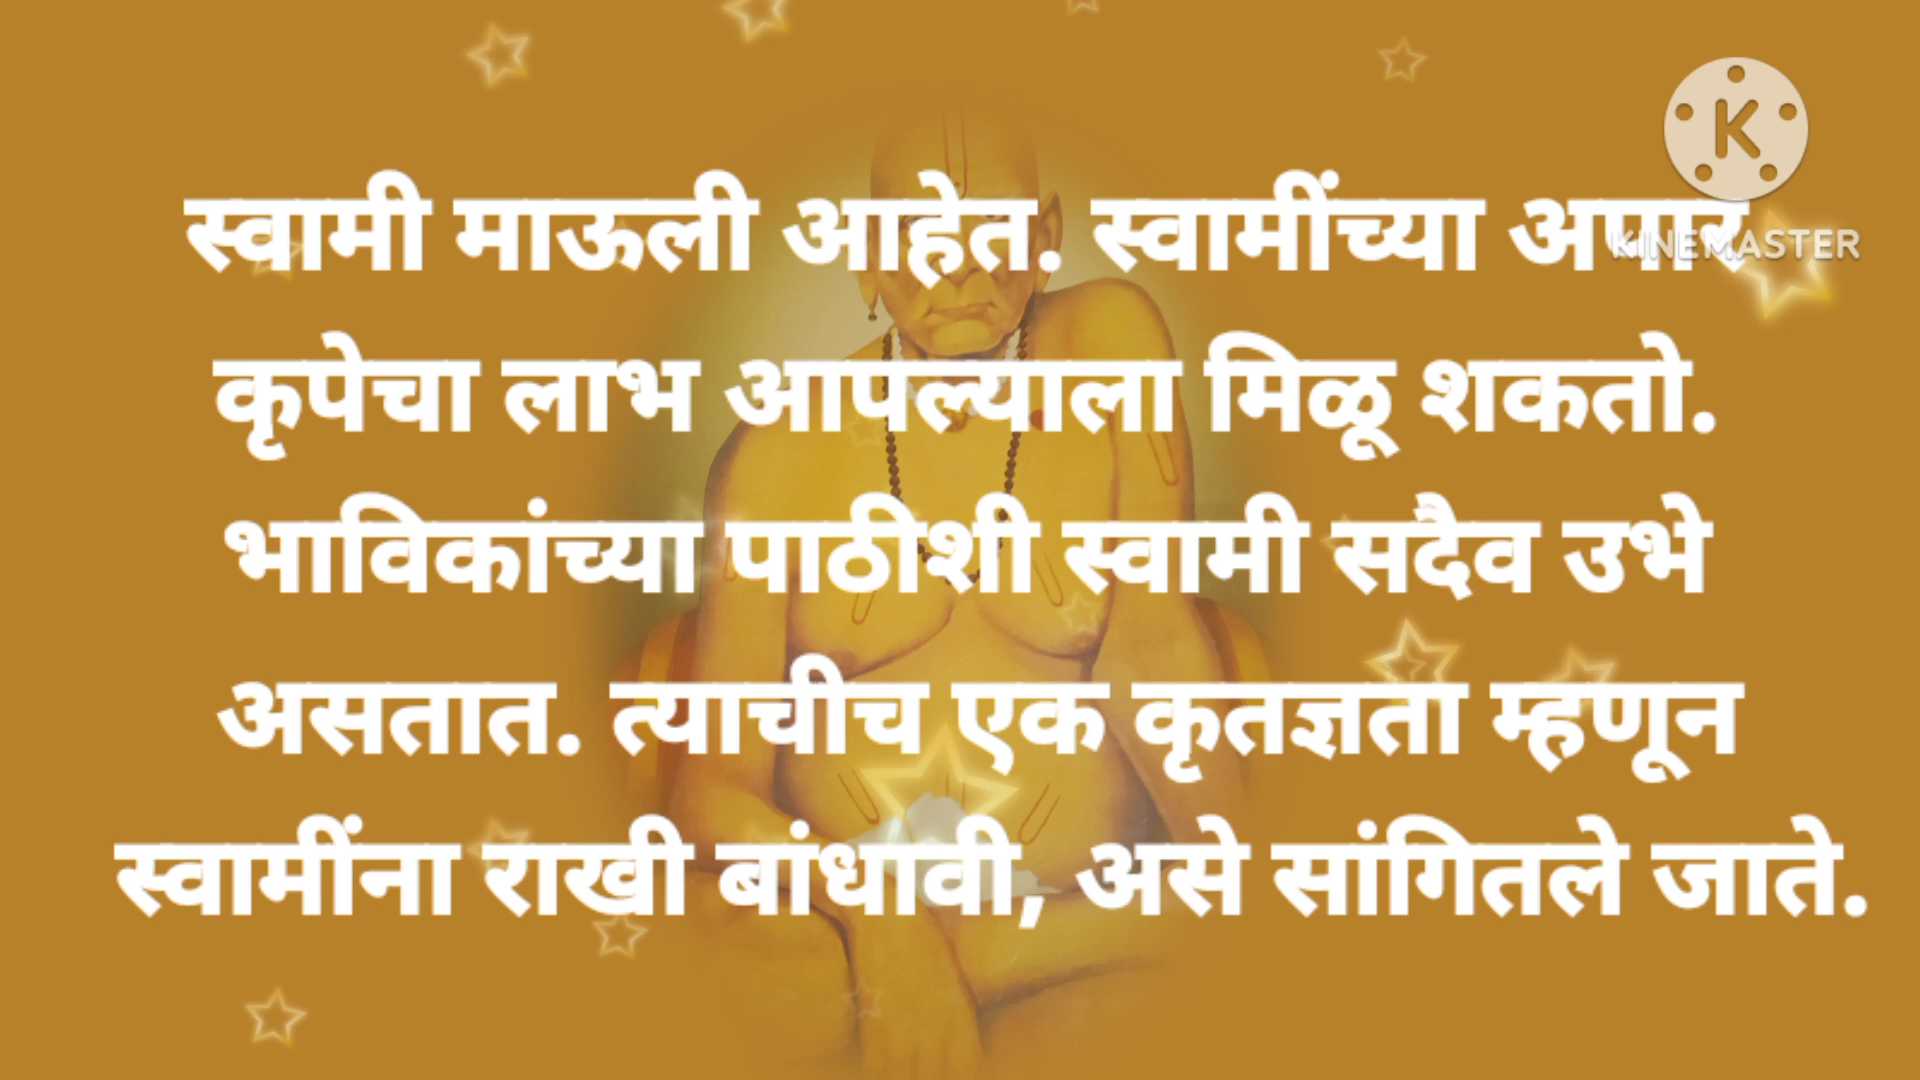 स्वामी माऊली आहेत. स्वामींच्या अपार
KINEMASTER
कृपेचा लाभ आपल्याला मिळू शकतो.
भाविकांच्या पाठीशी स्वामी सदैव उभे
असतात. त्याचीच एक कृतज्ञता म्हणून
स्वामींना राखी बांधावी, असे सांगितले जाते.